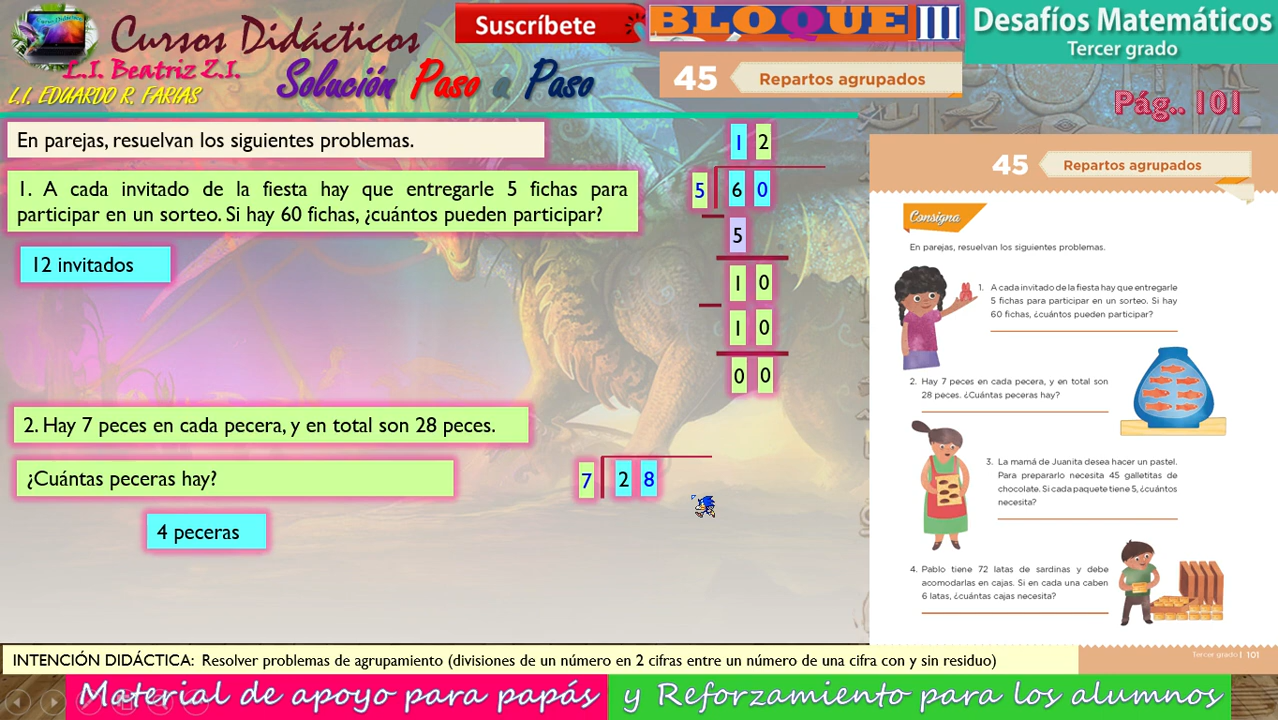 Cursos Didácticos
L.I. Beatriz Z.I.
L.I. EDUARDO R. FARIAS
Solución Paso a Paso
Suscríbete
BLOQUE III
45 Repartos agrupados
Desafíos Matemáticos
Tercer grado
Pág.. 101
En parejas, resuelvan los siguientes problemas.
1. A cada invitado de la fiesta hay que entregarle 5 fichas para
participar en un sorteo. Si hay 60 fichas, ¿cuántos pueden participar?
12 invitados
1 2
5 6 0
5
1 0
1 0
0 0
2. Hay 7 peces en cada pecera, y en total son 28 peces.
¿Cuántas peceras hay?
7 2 8
4 peceras
45 Repartos agrupados
Consigna
En parejas, resuelvan los siguientes problemas.
1. A cada invitado de la fiesta hay que entregarle
5 fichas para participar en un sorteo. Si hay
60 fichas, ¿cuántos pueden participar?
2. Hay 7 peces en cada pecera, y en total son
28 peces. ¿Cuántas peceras hay?
3. La mamá de Juanita desea hacer un pastel.
Para prepararlo necesita 45 galletitas de
chocolate. Si cada paquete tiene 5, ¿cuántos
necesita?
4. Pablo tiene 72 latas de sardinas y debe
acomodarlas en cajas. Si en cada una caben
6 latas, ¿cuántas cajas necesita?
Tercer grado | 101
INTENCIÓN DIDÁCTICA: Resolver problemas de agrupamiento (divisiones de un número en 2 cifras entre un número de una cifra con y sin residuo)
Material de apoyo para papás y Reforzamiento para los alumnos